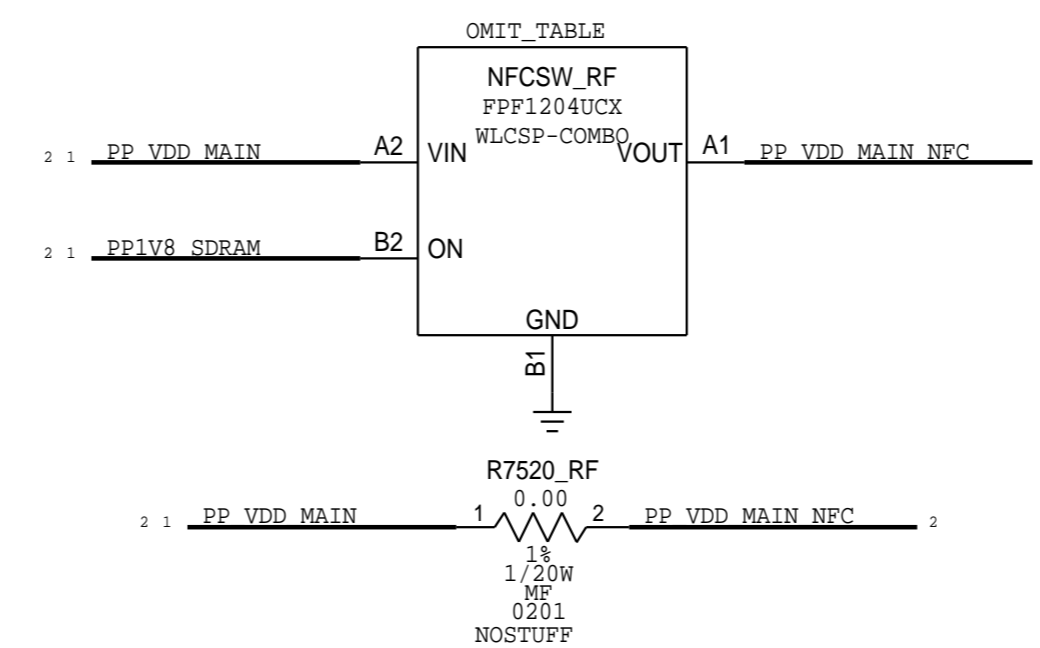 OMIT_TABLE
NFCSW_RF
FPF1204UCX
WLCSP-COMBO
2 1 PP_VDD_MAIN A2 VIN VOUT A1 PP_VDD_MAIN_NFC
2 1 PP1V8_SDRAM B2 ON
GND
B1
R7520_RF
0.00
2 1 PP_VDD_MAIN 1 2 PP_VDD_MAIN_NFC 2
1%
1/20W
MF
0201
NOSTUFF